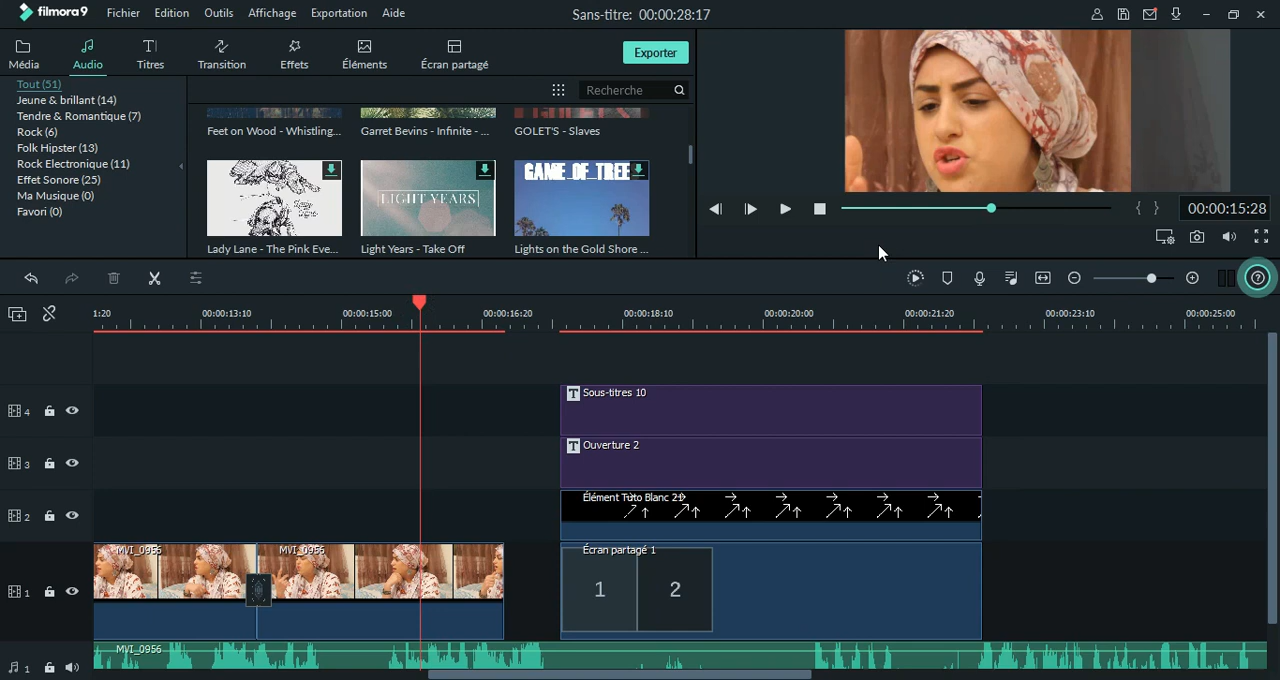 filmora9 Fichier Edition Outils Affichage Exportation Aide Sans-titre: 00:00:28:17
Média Audio Titres Transition Effets Éléments Écran partagé Exporter
Tout (51)
Jeune & brillant (14)
Tendre & Romantique (7)
Rock (6)
Folk Hipster (13)
Rock Electronique (11)
Effet Sonore (25)
Ma Musique (0)
Favori (0)
Recherche
Feet on Wood - Whistling... Garret Bevins - Infinite - ... GOLET'S - Slaves
LIGHT YEARS GAME OF TREE
Lady Lane - The Pink Eve... Light Years - Take Off Lights on the Gold Shore ...
00:00:15:28
1:20 00:00:13:10 00:00:15:00 00:00:16:20 00:00:18:10 00:00:20:00 00:00:21:20 00:00:23:10 00:00:25:00
4 T Sous-titres 10
3 T Ouverture 2
2 Élément Tuto Blanc 21
1 MVI_0956 MVI_0956 Écran partagé 1
1 2
1 MVI_0956